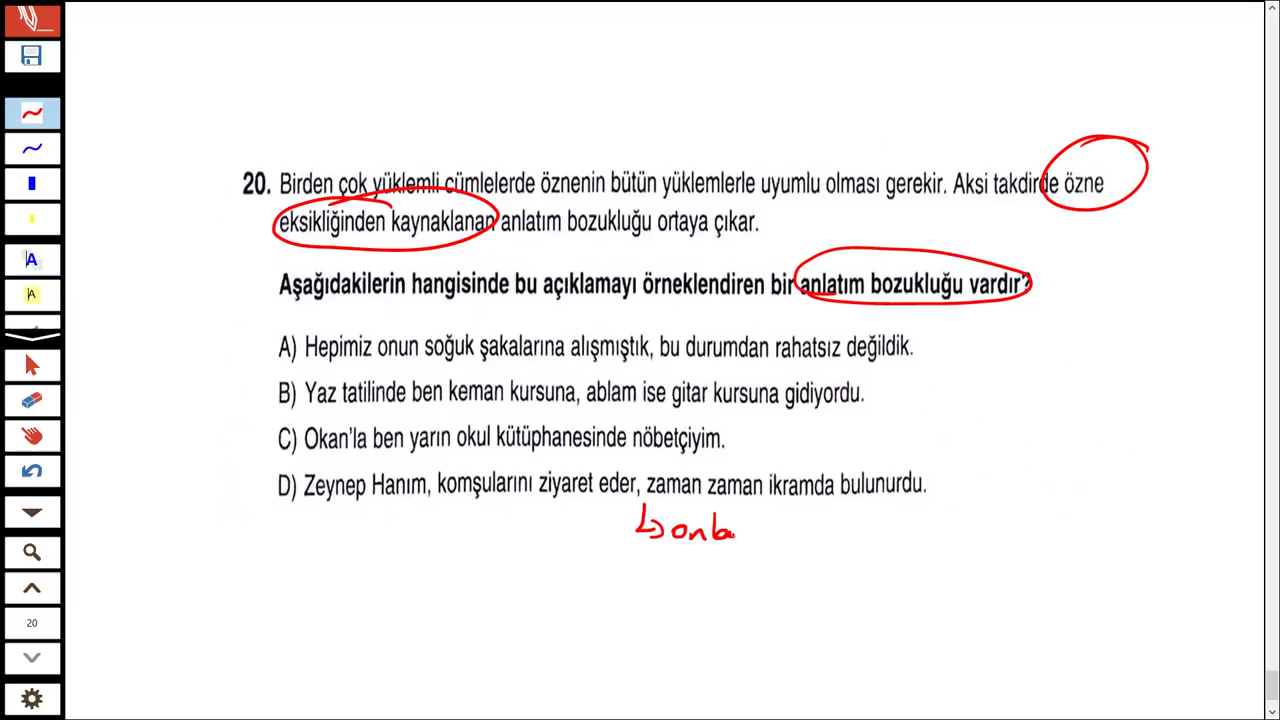 20. Birden çok yüklemli cümlelerde öznenin bütün yüklemlerle uyumlu olması gerekir. Aksi takdirde özne
eksikliğinden kaynaklanan anlatım bozukluğu ortaya çıkar.
Aşağıdakilerin hangisinde bu açıklamayı örneklendiren bir anlatım bozukluğu vardır?
A) Hepimiz onun soğuk şakalarına alışmıştık, bu durumdan rahatsız değildik.
B) Yaz tatilinde ben keman kursuna, ablam ise gitar kursuna gidiyordu.
C) Okan'la ben yarın okul kütüphanesinde nöbetçiyim.
D) Zeynep Hanım, komşularını ziyaret eder, zaman zaman ikramda bulunurdu.
A
A
20